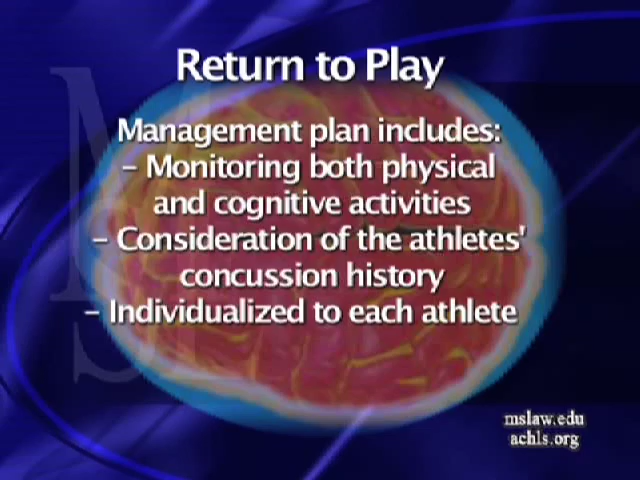 Return to Play
Management plan includes:
– Monitoring both physical
and cognitive activities
– Consideration of the athletes'
concussion history
– Individualized to each athlete
mslaw.edu
achls.org